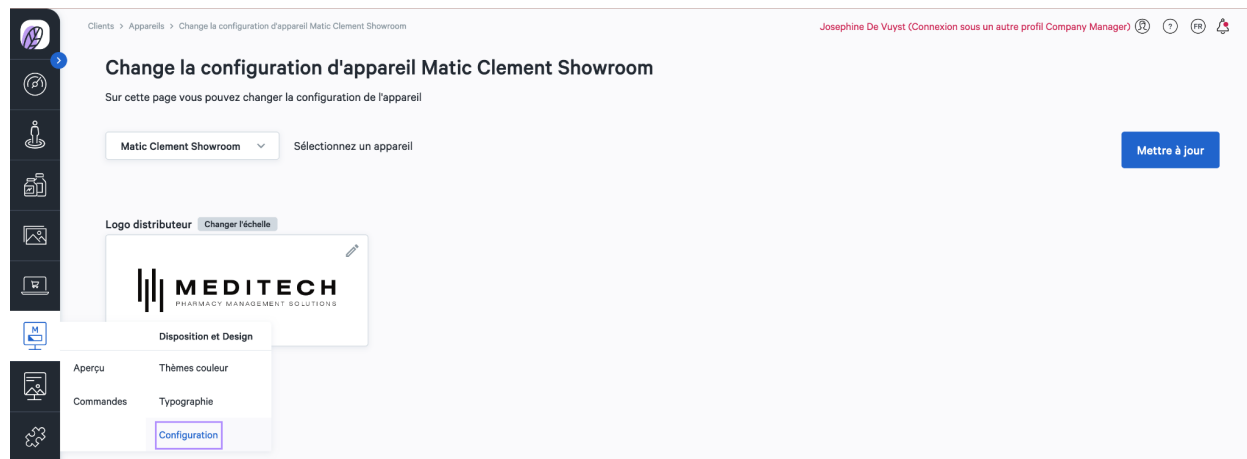 Clients > Appareils > Change la configuration d'appareil Matic Clement Showroom
Josephine De Vuyst (Connexion sous un autre profil Company Manager)
?
FR
Change la configuration d'appareil Matic Clement Showroom
Sur cette page vous pouvez changer la configuration de l'appareil
Matic Clement Showroom
Sélectionnez un appareil
Mettre à jour
Logo distributeur
Changer l'échelle
MEDITECH
PHARMACY MANAGEMENT SOLUTIONS
M
Disposition et Design
Aperçu
Thèmes couleur
Commandes
Typographie
Configuration